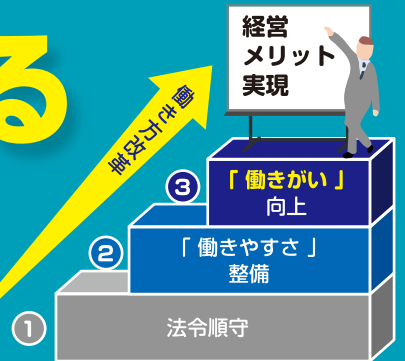 る
経営
メリット
実現
働き方改革
③
「働きがい」
向上
②
「働きやすさ」
整備
①
法令順守